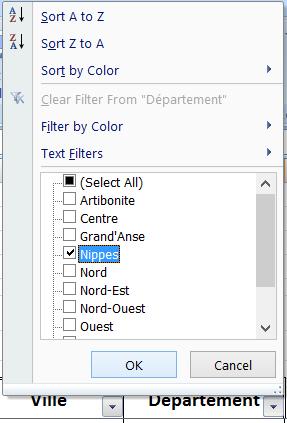 Sort A to Z
Sort Z to A
Sort by Color
Clear Filter From "Département"
Filter by Color
Text Filters
(Select All)
Artibonite
Centre
Grand'Anse
Nippes
Nord
Nord-Est
Nord-Ouest
Ouest
OK Cancel
Ville Département